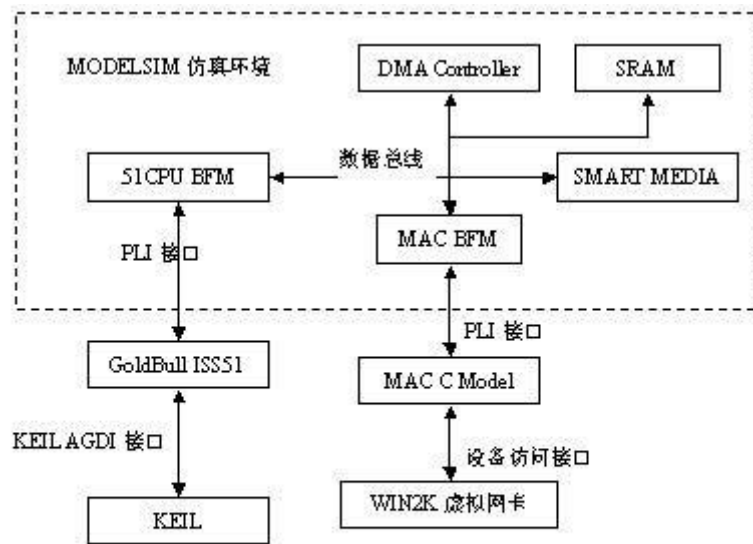 MODELSIM 仿真环境
DMA Controller
SRAM
数据总线
51CPU BFM
SMART MEDIA
MAC BFM
PLI 接口
PLI 接口
GoldBull ISS51
MAC C Model
KEIL AGDI 接口
设备访问接口
KEIL
WIN2K 虚拟网卡